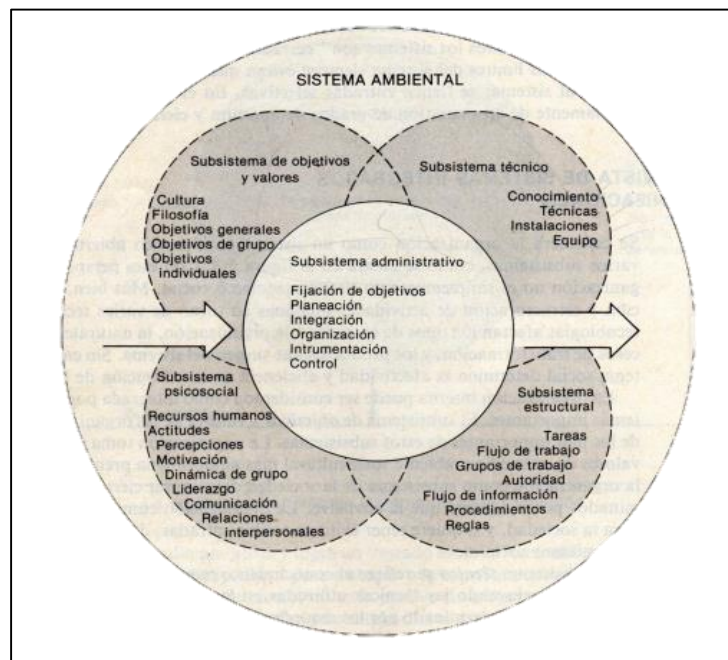 SISTEMA AMBIENTAL
Subsistema de objetivos
y valores
Cultura
Filosofía
Objetivos generales
Objetivos de grupo
Objetivos
individuales
Subsistema técnico
Conocimiento
Técnicas
Instalaciones
Equipo
Subsistema administrativo
Fijación de objetivos
Planeación
Integración
Organización
Intrumentación
Control
Subsistema
psicosocial
Recursos humanos
Actitudes
Percepciones
Motivación
Dinámica de grupo
Liderazgo
Comunicación
Relaciones
interpersonales
Subsistema
estructural
Tareas
Flujo de trabajo
Grupos de trabajo
Autoridad
Flujo de información
Procedimientos
Reglas